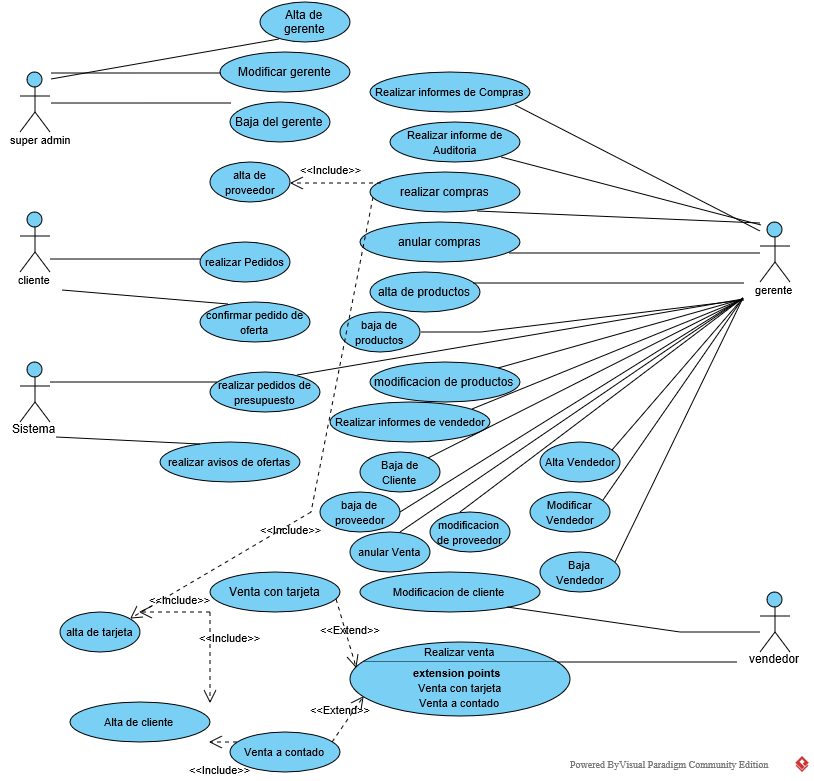 Alta de
gerente
Modificar gerente
Realizar informes de Compras
Baja del gerente
super admin
Realizar informe de
Auditoria
<<Include>>
alta de
proveedor
realizar compras
anular compras
realizar Pedidos
cliente
gerente
alta de productos
confirmar pedido de
oferta
baja de
productos
realizar pedidos de
presupuesto
modificacion de productos
Sistema
Realizar informes de vendedor
realizar avisos de ofertas
Baja de
Cliente
Alta Vendedor
baja de
proveedor
Modificar
Vendedor
<<Include>>
modificacion
de proveedor
anular Venta
Baja
Vendedor
Venta con tarjeta
Modificacion de cliente
<<Include>>
alta de tarjeta
<<Include>>
<<Extend>>
Realizar venta
vendedor
extension points
Venta con tarjeta
Venta a contado
<<Extend>>
Alta de cliente
Venta a contado
<<Include>>
Powered ByVisual Paradigm Community Edition